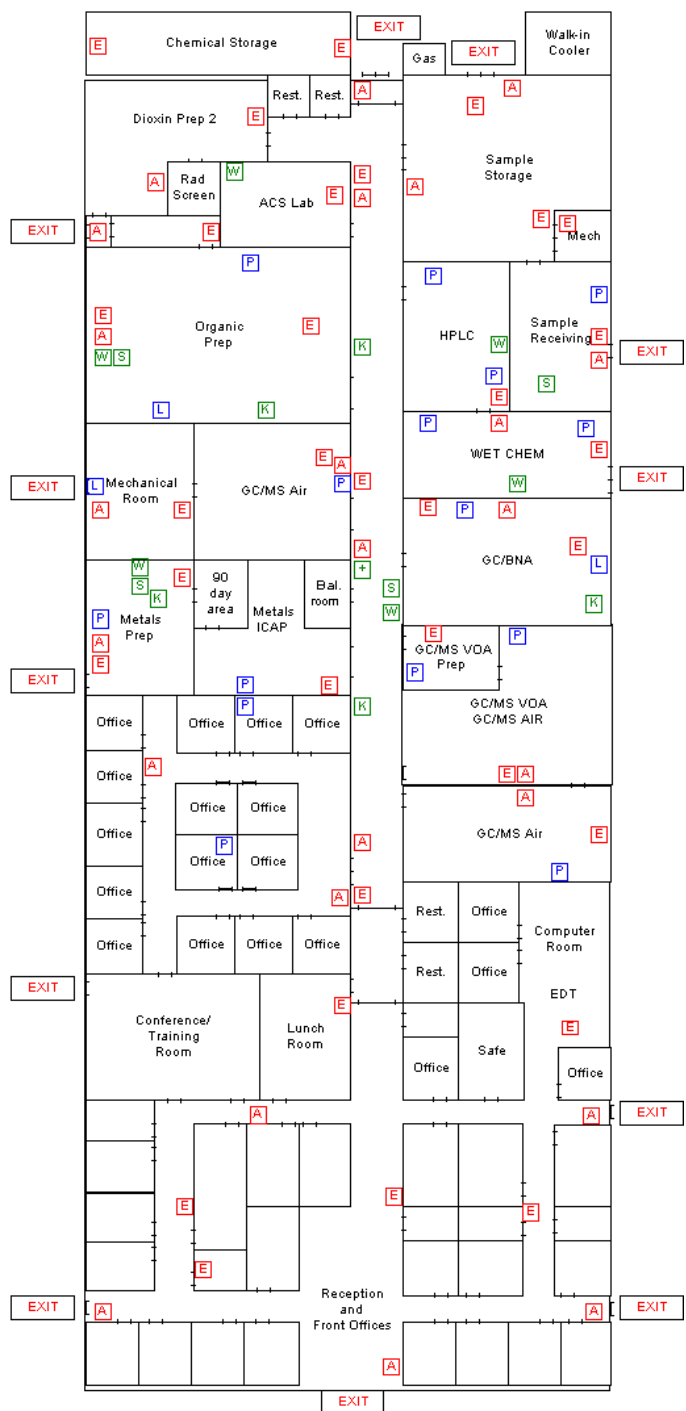 EXIT
E
Chemical Storage
E
EXIT
Gas
Walk-in
Cooler
A
Rest.
Rest.
A
E
Dioxin Prep 2
E
Sample
Storage
W
E
A
Rad
Screen
E
A
A
ACS Lab
E
E
Mech
EXIT
A
E
P
P
P
E
A
Organic
Prep
E
HPLC
Sample
Receiving
E
W
S
K
W
A
EXIT
P
S
L
K
E
P
A
P
WET CHEM
E
E
A
Mechanical
Room
GC/MS Air
P
E
W
EXIT
EXIT
L
A
E
E
P
A
GC/BNA
E
A
L
W
S
K
E
90
day
area
Metals
ICAP
Bal.
room
+
S
W
K
P
Metals
Prep
A
E
E
P
GC/MS VOA
Prep
P
EXIT
P
E
GC/MS VOA
GC/MS AIR
Office
Office
P
Office
Office
K
A
Office
E
A
Office
Office
A
Office
Office
P
Office
A
GC/MS Air
E
P
Office
A
E
Office
Office
Office
Office
Rest.
Office
Computer
Room
EXIT
Rest.
Office
EDT
Conference/
Training
Room
Lunch
Room
E
E
Office
Safe
Office
A
A
EXIT
E
E
E
E
EXIT
A
Reception
and
Front Offices
A
EXIT
A
EXIT